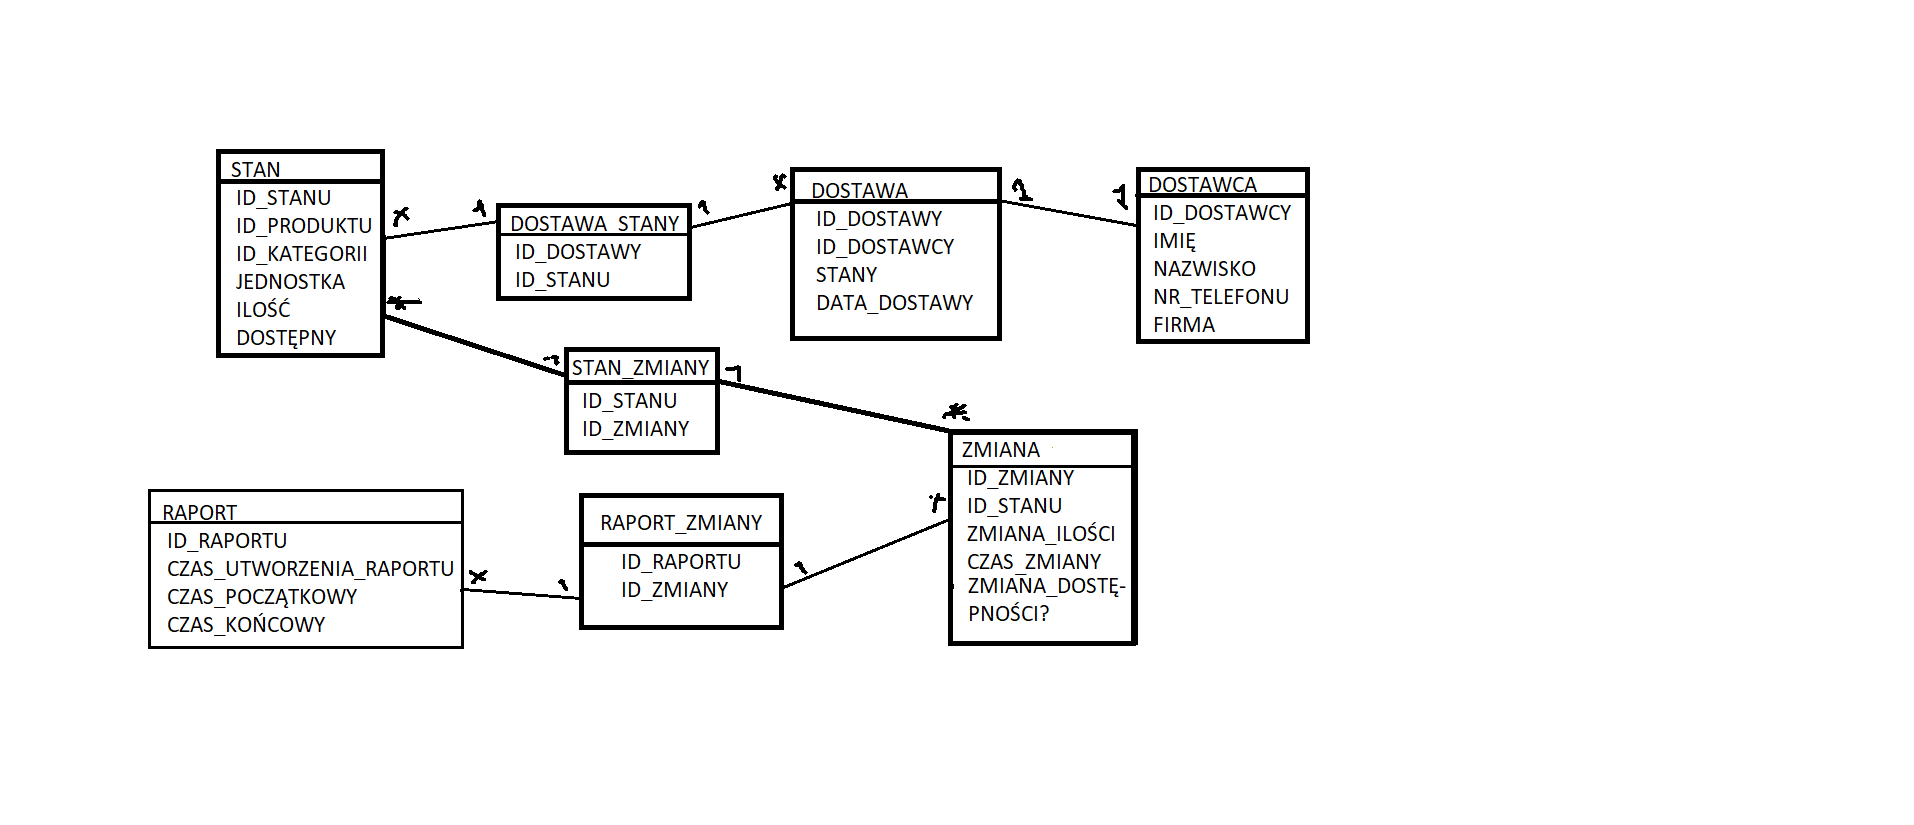 STAN
ID_STANU
ID_PRODUKTU
ID_KATEGORII
JEDNOSTKA
ILOŚĆ
DOSTĘPNY
*
1
DOSTAWA_STANY
ID_DOSTAWY
ID_STANU
1
*
DOSTAWA
ID_DOSTAWY
ID_DOSTAWCY
STANY
DATA_DOSTAWY
1
DOSTAWCA
ID_DOSTAWCY
IMIĘ
NAZWISKO
NR_TELEFONU
FIRMA
*
1
STAN_ZMIANY
ID_STANU
ID_ZMIANY
1
*
ZMIANA
ID_ZMIANY
ID_STANU
ZMIANA_ILOŚCI
CZAS_ZMIANY
ZMIANA_DOSTĘ-
PNOŚCI?
RAPORT
ID_RAPORTU
CZAS_UTWORZENIA_RAPORTU
CZAS_POCZĄTKOWY
CZAS_KOŃCOWY
*
1
RAPORT_ZMIANY
ID_RAPORTU
ID_ZMIANY
1